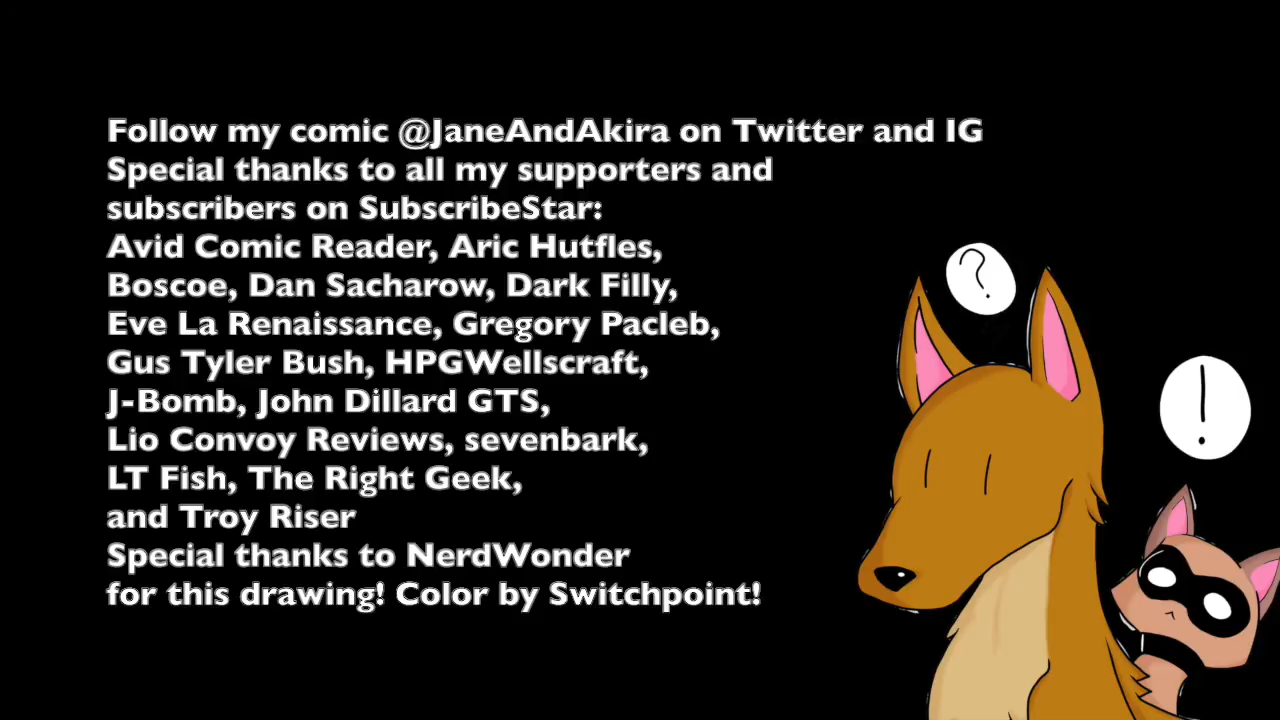 Follow my comic @JaneAndAkira on Twitter and IG
Special thanks to all my supporters and
subscribers on SubscribeStar:
Avid Comic Reader, Aric Hutfles,
Boscoe, Dan Sacharow, Dark Filly,
Eve La Renaissance, Gregory Pacleb,
Gus Tyler Bush, HPGWellscraft,
J-Bomb, John Dillard GTS,
Lio Convoy Reviews, sevenbark,
LT Fish, The Right Geek,
and Troy Riser
Special thanks to NerdWonder
for this drawing! Color by Switchpoint!
?
!